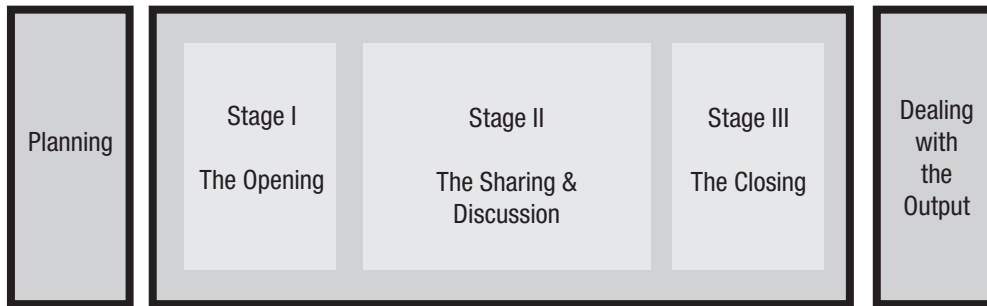 Planning
Stage I
The Opening
Stage II
The Sharing &
Discussion
Stage III
The Closing
Dealing
with
the
Output